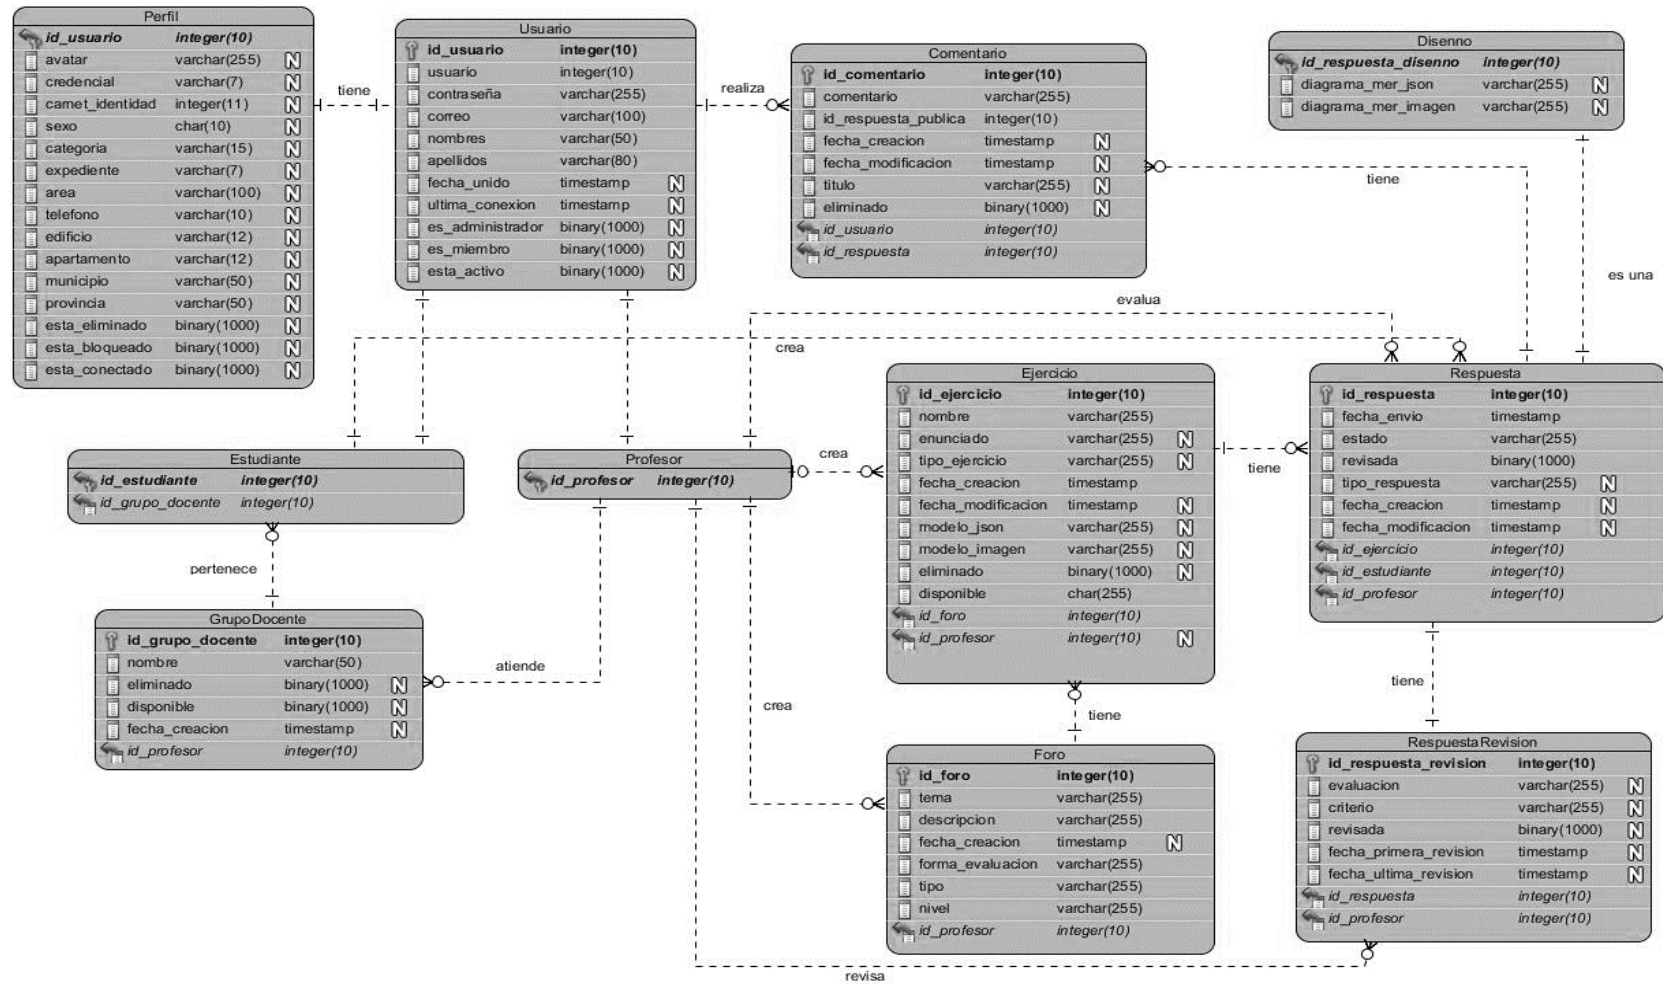 Perfil
id_usuario integer(10)
avatar varchar(255) N
credencial varchar(7) N
carnet_identidad integer(11) N
sexo char(10) N
categoria varchar(15) N
expediente varchar(7) N
area varchar(100) N
telefono varchar(10) N
edificio varchar(12) N
apartamento varchar(12) N
municipio varchar(50) N
provincia varchar(50) N
esta_eliminado binary(1000) N
esta_bloqueado binary(1000) N
esta_conectado binary(1000) N
tiene
Usuario
id_usuario integer(10)
usuario integer(10)
contraseña varchar(255)
correo varchar(100)
nombres varchar(50)
apellidos varchar(80)
fecha_unido timestamp N
ultima_conexion timestamp N
es_administrador binary(1000) N
es_miembro binary(1000) N
esta_activo binary(1000) N
realiza
Comentario
id_comentario integer(10)
comentario varchar(255)
id_respuesta_publica integer(10)
fecha_creacion timestamp N
fecha_modificacion timestamp N
titulo varchar(255) N
eliminado binary(1000) N
id_usuario integer(10)
id_respuesta integer(10)
tiene
Disenno
id_respuesta_disenno integer(10)
diagrama_mer_json varchar(255) N
diagrama_mer_imagen varchar(255) N
es una
evalua
crea
Estudiante
id_estudiante integer(10)
id_grupo_docente integer(10)
pertenece
Profesor
id_profesor integer(10)
crea
Ejercicio
id_ejercicio integer(10)
nombre varchar(255)
enunciado varchar(255) N
tipo_ejercicio varchar(255) N
fecha_creacion timestamp
fecha_modificacion timestamp N
modelo_json varchar(255) N
modelo_imagen varchar(255) N
eliminado binary(1000) N
disponible char(255)
id_foro integer(10)
id_profesor integer(10) N
tiene
Respuesta
id_respuesta integer(10)
fecha_envio timestamp
estado varchar(255)
revisada binary(1000)
tipo_respuesta varchar(255) N
fecha_creacion timestamp N
fecha_modificacion timestamp N
id_ejercicio integer(10)
id_estudiante integer(10)
id_profesor integer(10)
tiene
GrupoDocente
id_grupo_docente integer(10)
nombre varchar(50)
eliminado binary(1000) N
disponible binary(1000) N
fecha_creacion timestamp N
id_profesor integer(10)
atiende
crea
tiene
Foro
id_foro integer(10)
tema varchar(255)
descripcion varchar(255)
fecha_creacion timestamp N
forma_evaluacion varchar(255)
tipo varchar(255)
nivel varchar(255)
id_profesor integer(10)
RespuestaRevision
id_respuesta_revision integer(10)
evaluacion varchar(255) N
criterio varchar(255) N
revisada binary(1000) N
fecha_primera_revision timestamp N
fecha_ultima_revision timestamp N
id_respuesta integer(10)
id_profesor integer(10)
revisa